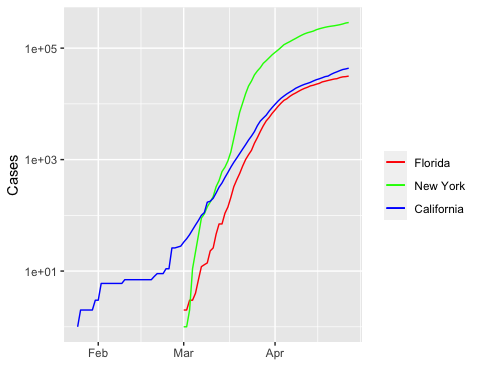 Cases
1e+05
1e+03
1e+01
Feb
Mar
Apr
Florida
New York
California